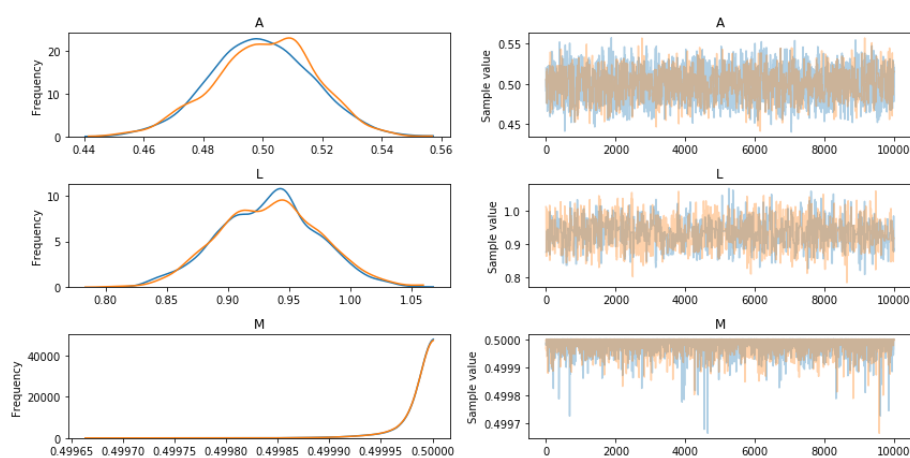 A
Frequency
20
10
0
0.44 0.46 0.48 0.50 0.52 0.54 0.56
A
Sample value
0.55
0.50
0.45
0 2000 4000 6000 8000 10000
L
Frequency
10
5
0
0.80 0.85 0.90 0.95 1.00 1.05
L
Sample value
1.0
0.9
0.8
0 2000 4000 6000 8000 10000
M
Frequency
40000
20000
0
0.49965 0.49970 0.49975 0.49980 0.49985 0.49990 0.49995 0.50000
M
Sample value
0.5000
0.4999
0.4998
0.4997
0 2000 4000 6000 8000 10000